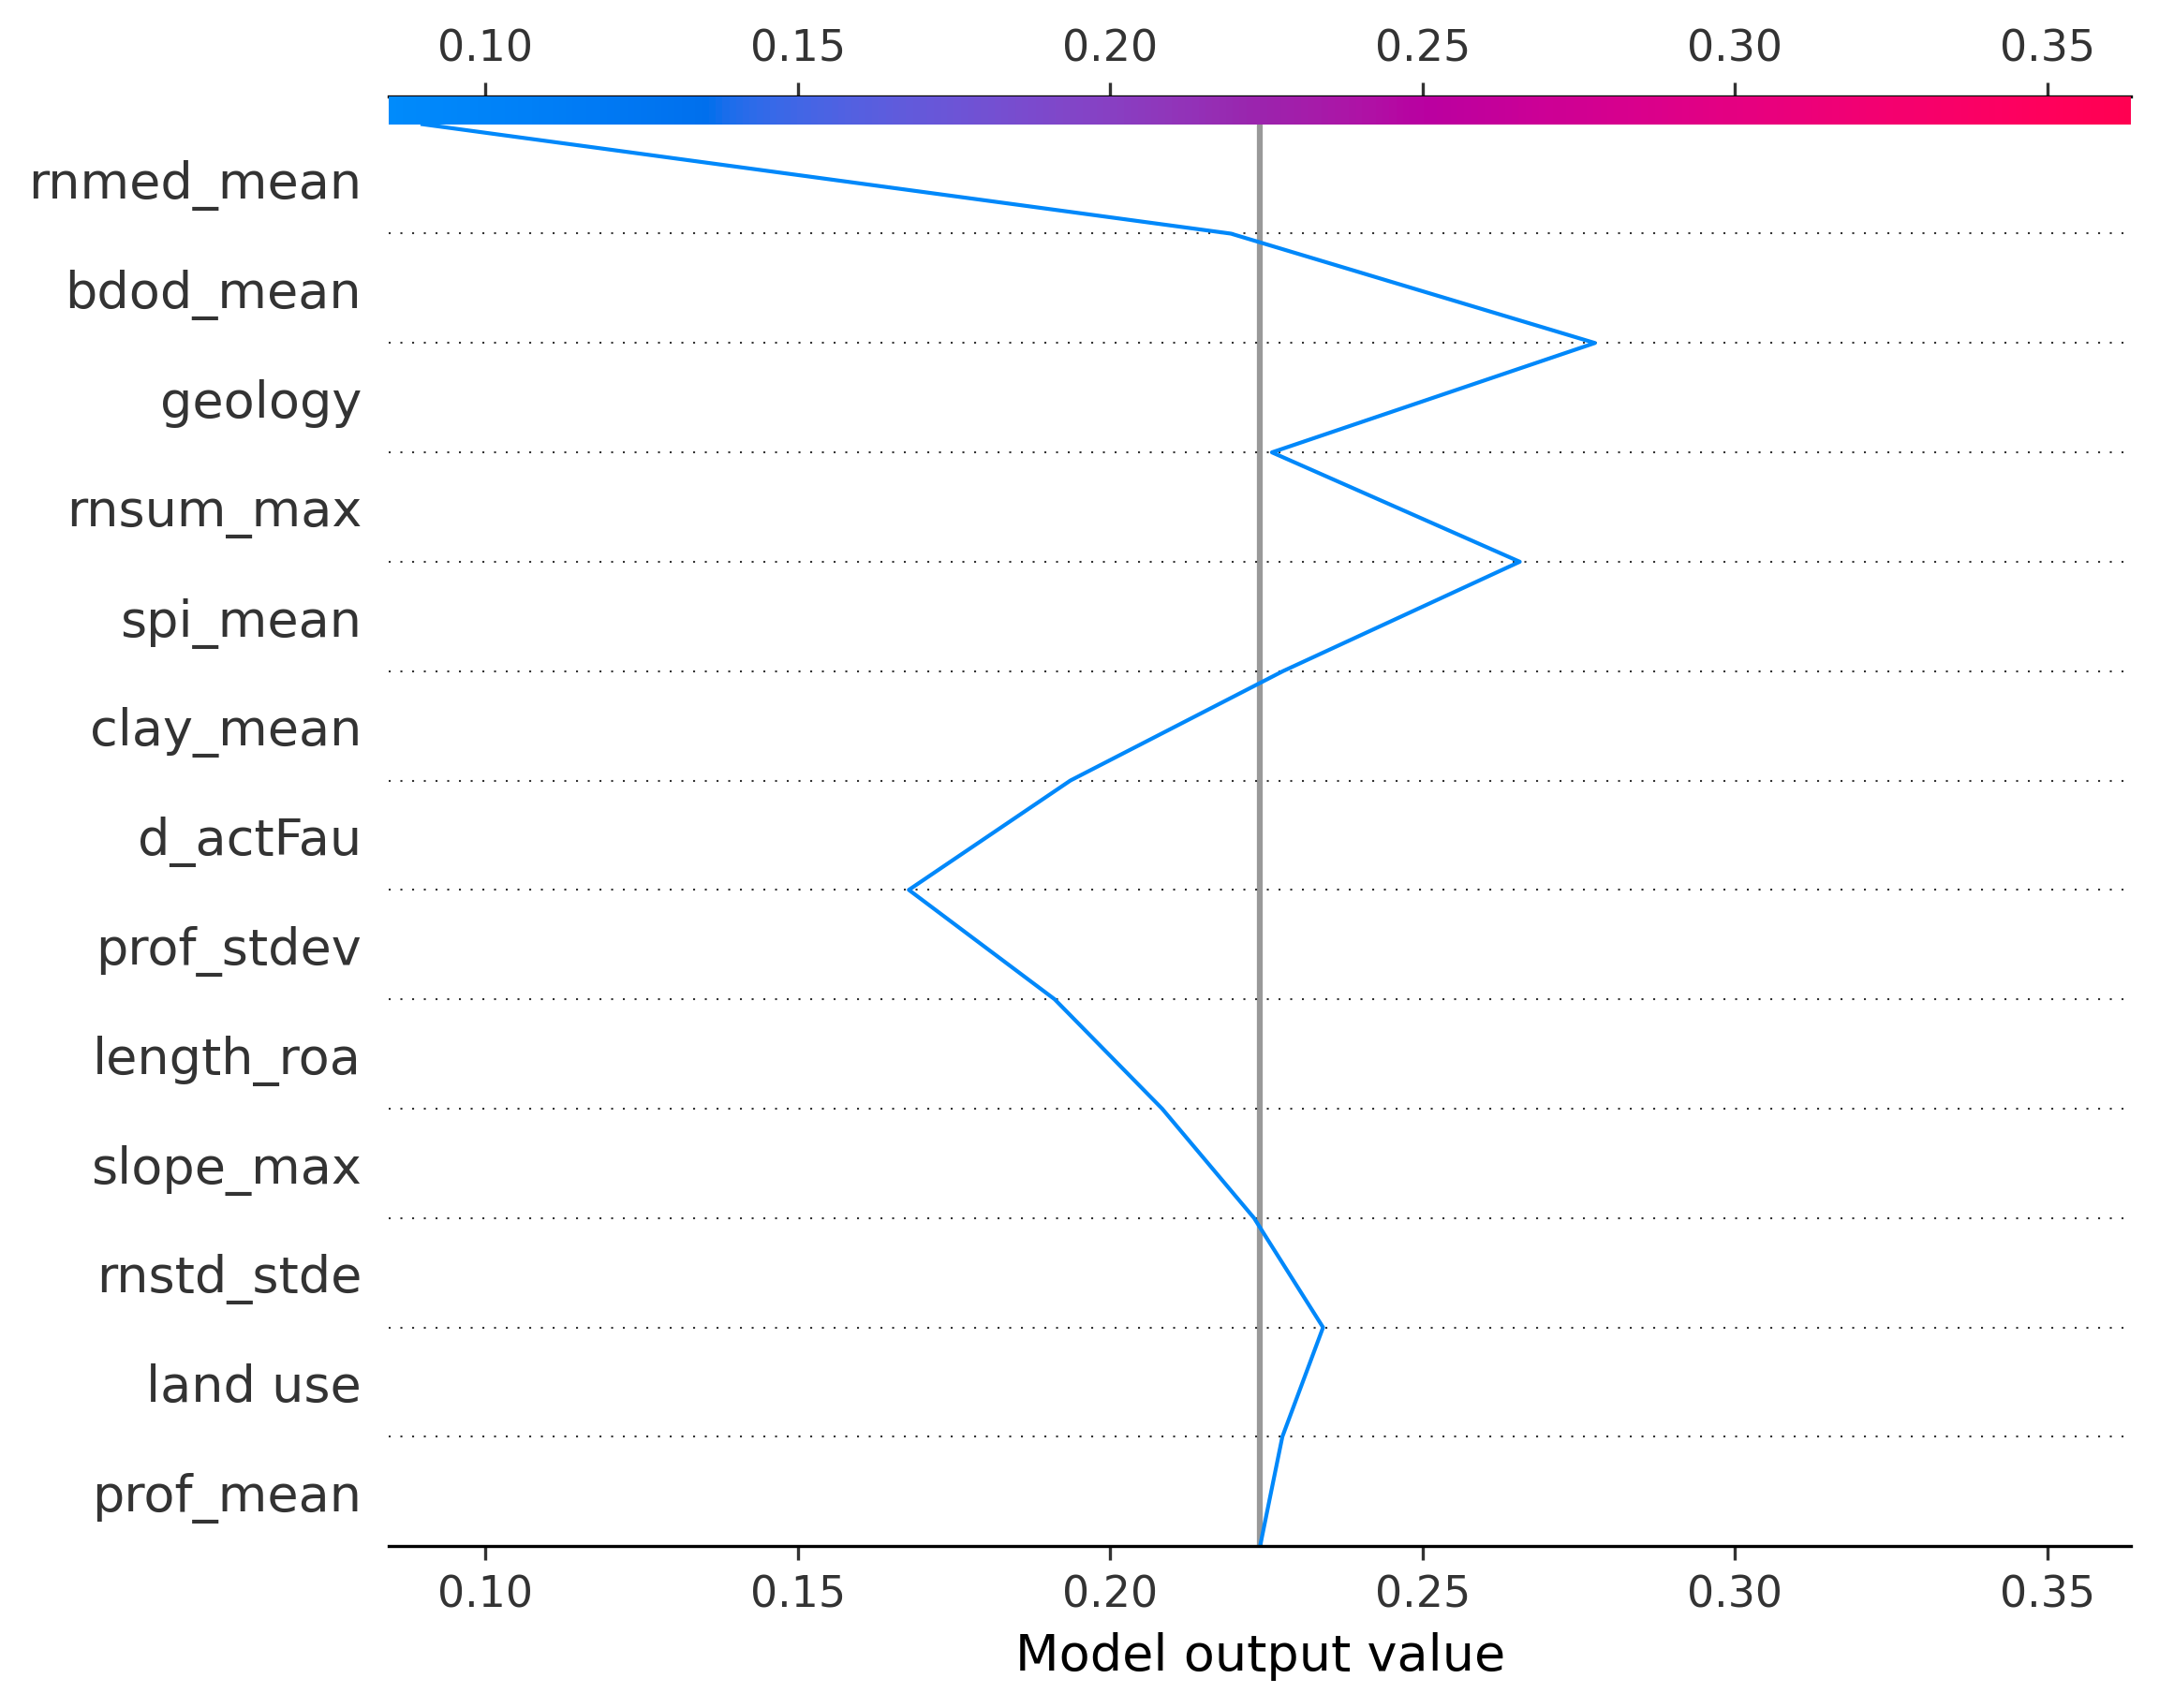 0.10 0.15 0.20 0.25 0.30 0.35
rnmed_mean
bdod_mean
geology
rnsum_max
spi_mean
clay_mean
d_actFau
prof_stdev
length_roa
slope_max
rnstd_stde
land use
prof_mean
0.10 0.15 0.20 0.25 0.30 0.35
Model output value